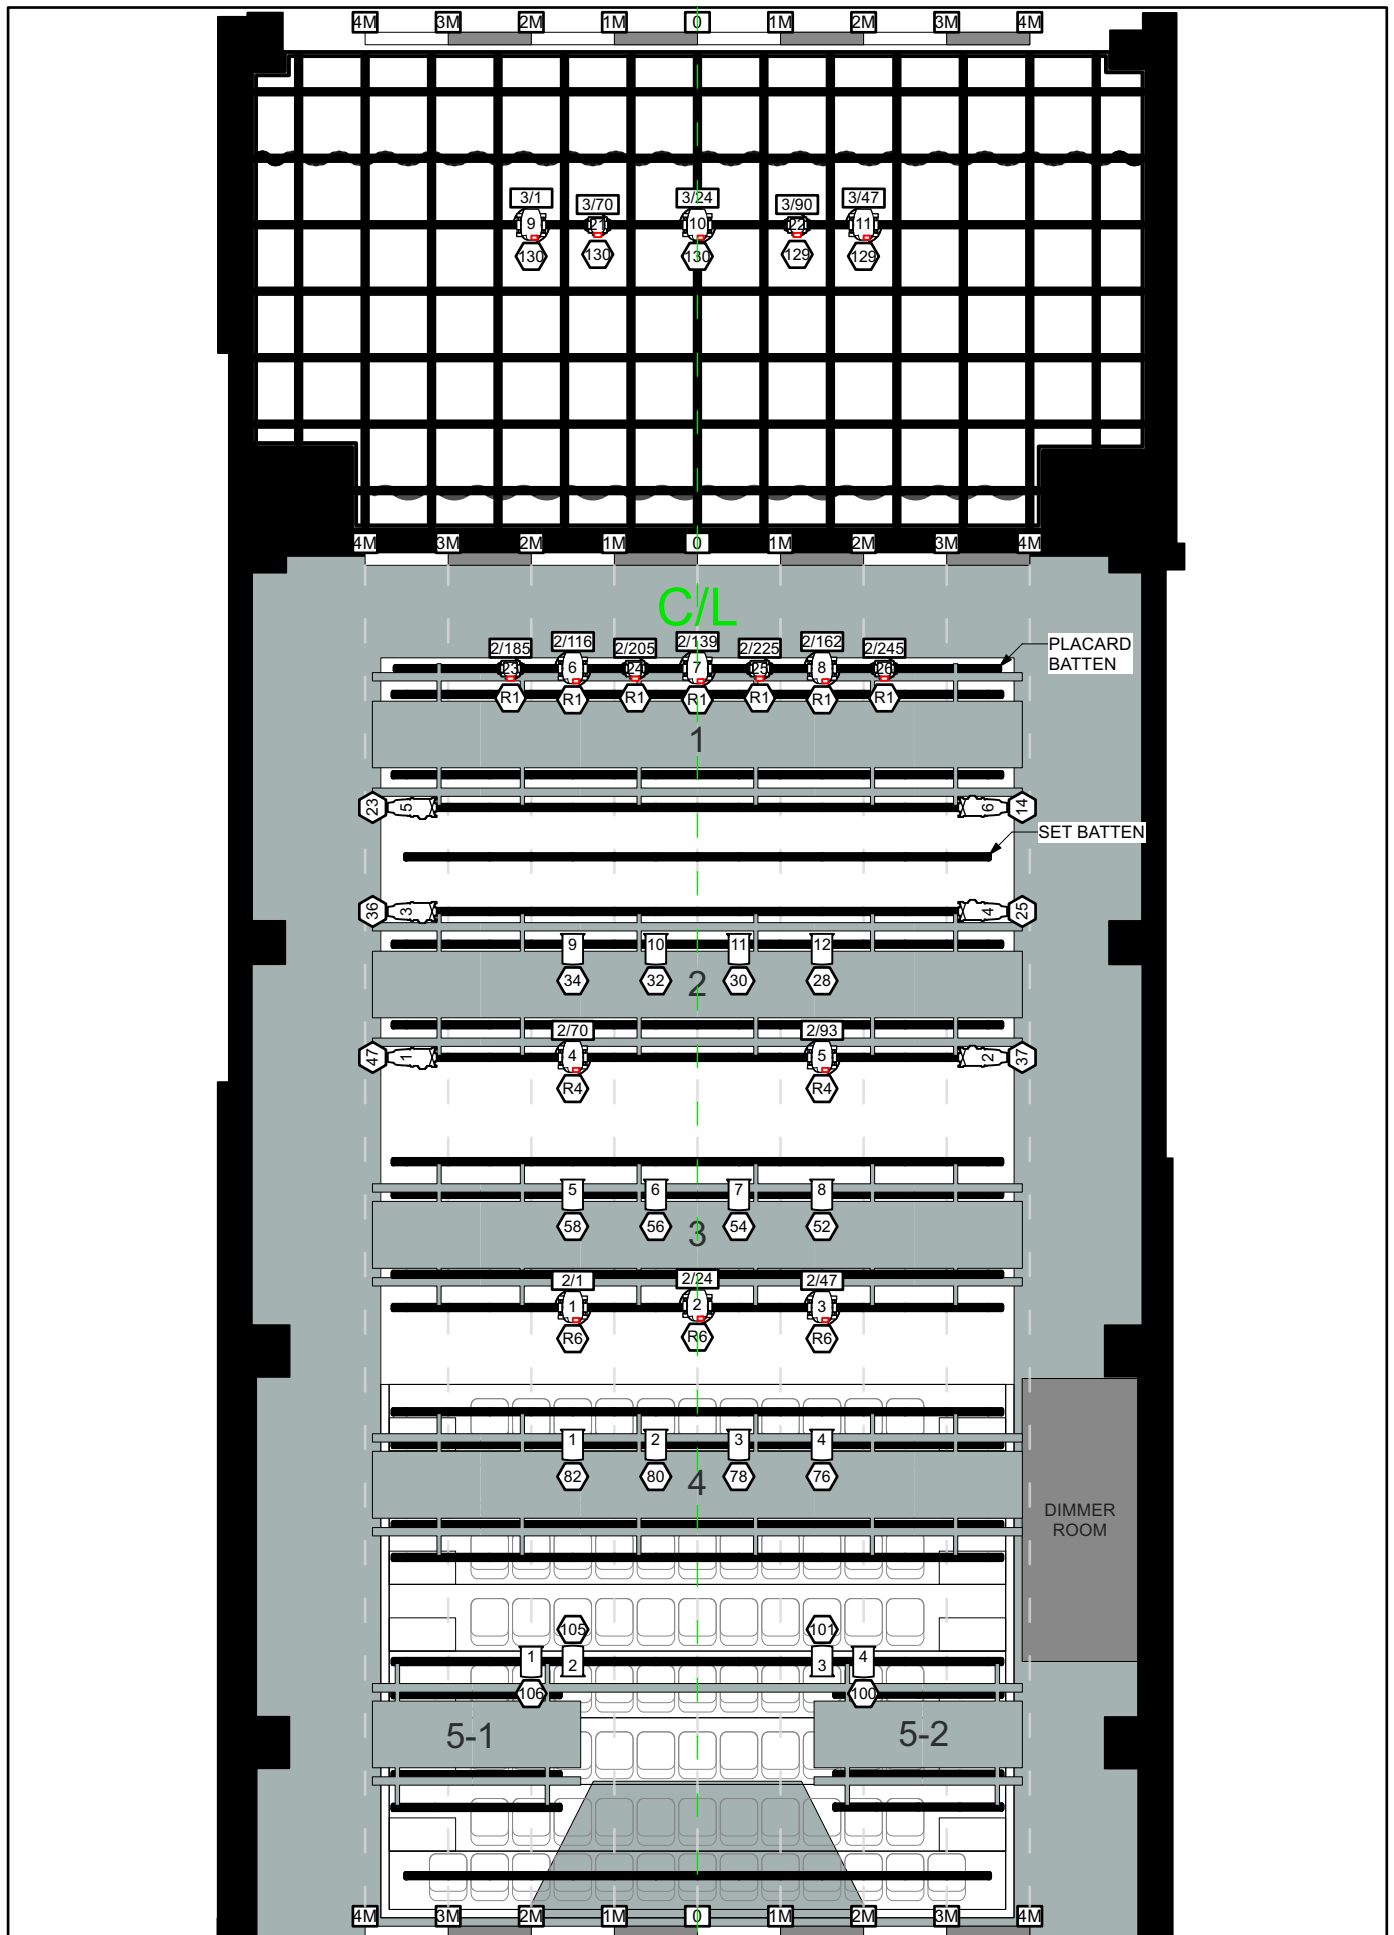 4M 3M 2M 1M 0 1M 2M 3M 4M
3/1 3/70 3/24 3/90 3/47
9 21 10 22 11
130 130 130 129 129
4M 3M 2M 1M 0 1M 2M 3M 4M
C/L
2/185 2/116 2/205 2/139 2/225 2/162 2/245
PLACARD
BATTEN
23 6 24 7 25 8 26
R1 R1 R1 R1 R1 R1 R1
1
23 5 6 14
SET BATTEN
36 3 4 25
9 10 11 12
34 32 30 28
2
2/70 2/93
47 1 4 5 2 37
R4 R4
5 6 7 8
58 56 54 52
3
2/1 2/24 2/47
1 2 3
R6 R6 R6
1 2 3 4
82 80 78 76
4
DIMMER
ROOM
105 101
1 2 3 4
106 100
5-1 5-2
4M 3M 2M 1M 0 1M 2M 3M 4M